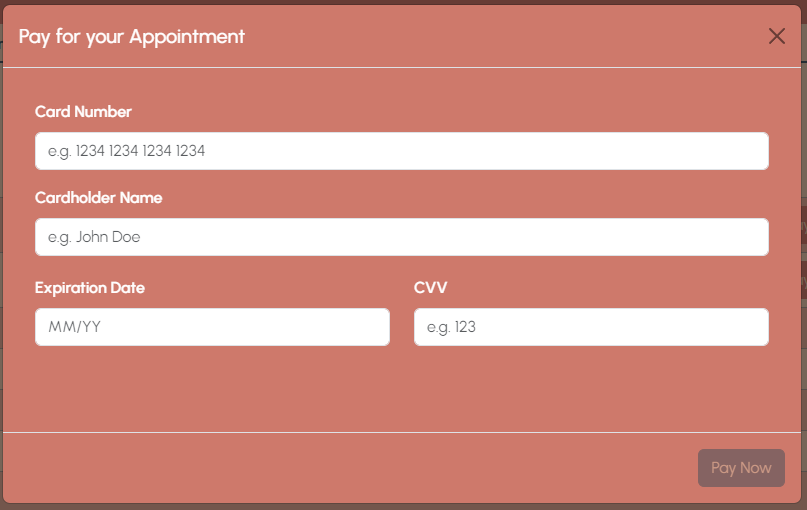 Pay for your Appointment
Card Number
e.g. 1234 1234 1234 1234
Cardholder Name
e.g. John Doe
Expiration Date
CVV
MM/YY
e.g. 123
Pay Now